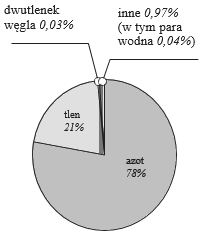 dwutlenek
węgla 0,03%
inne 0,97%
(w tym para
wodna 0,04%)
tlen
21%
azot
78%